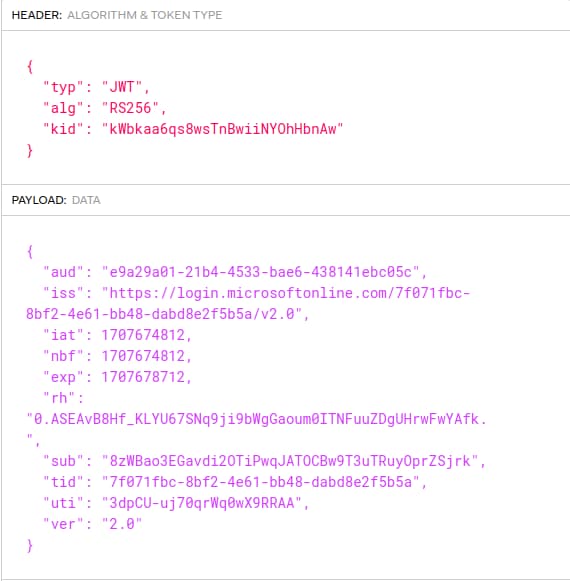 HEADER: ALGORITHM & TOKEN TYPE
{
"typ": "JWT",
"alg": "RS256",
"kid": "kWbkaa6qs8wsTnBwiiNYOhHbnAw"
}
PAYLOAD: DATA
{
"aud": "e9a29a01-21b4-4533-bae6-438141ebc05c",
"iss": "https://login.microsoftonline.com/7f071fbc-
8bf2-4e61-bb48-dabd8e2f5b5a/v2.0",
"iat": 1707674812,
"nbf": 1707674812,
"exp": 1707678712,
"rh":
"0.ASEAvB8Hf_KLYU67SNq9ji9bWgGaoum0ITNFuuZDgUHrwFwYAfk.
",
"sub": "8zWBao3EGavdi2OTiPwqJATOCBw9T3uTRuyOprZSjrk",
"tid": "7f071fbc-8bf2-4e61-bb48-dabd8e2f5b5a",
"uti": "3dpCU-uj70qrWq0wX9RRAA",
"ver": "2.0"
}